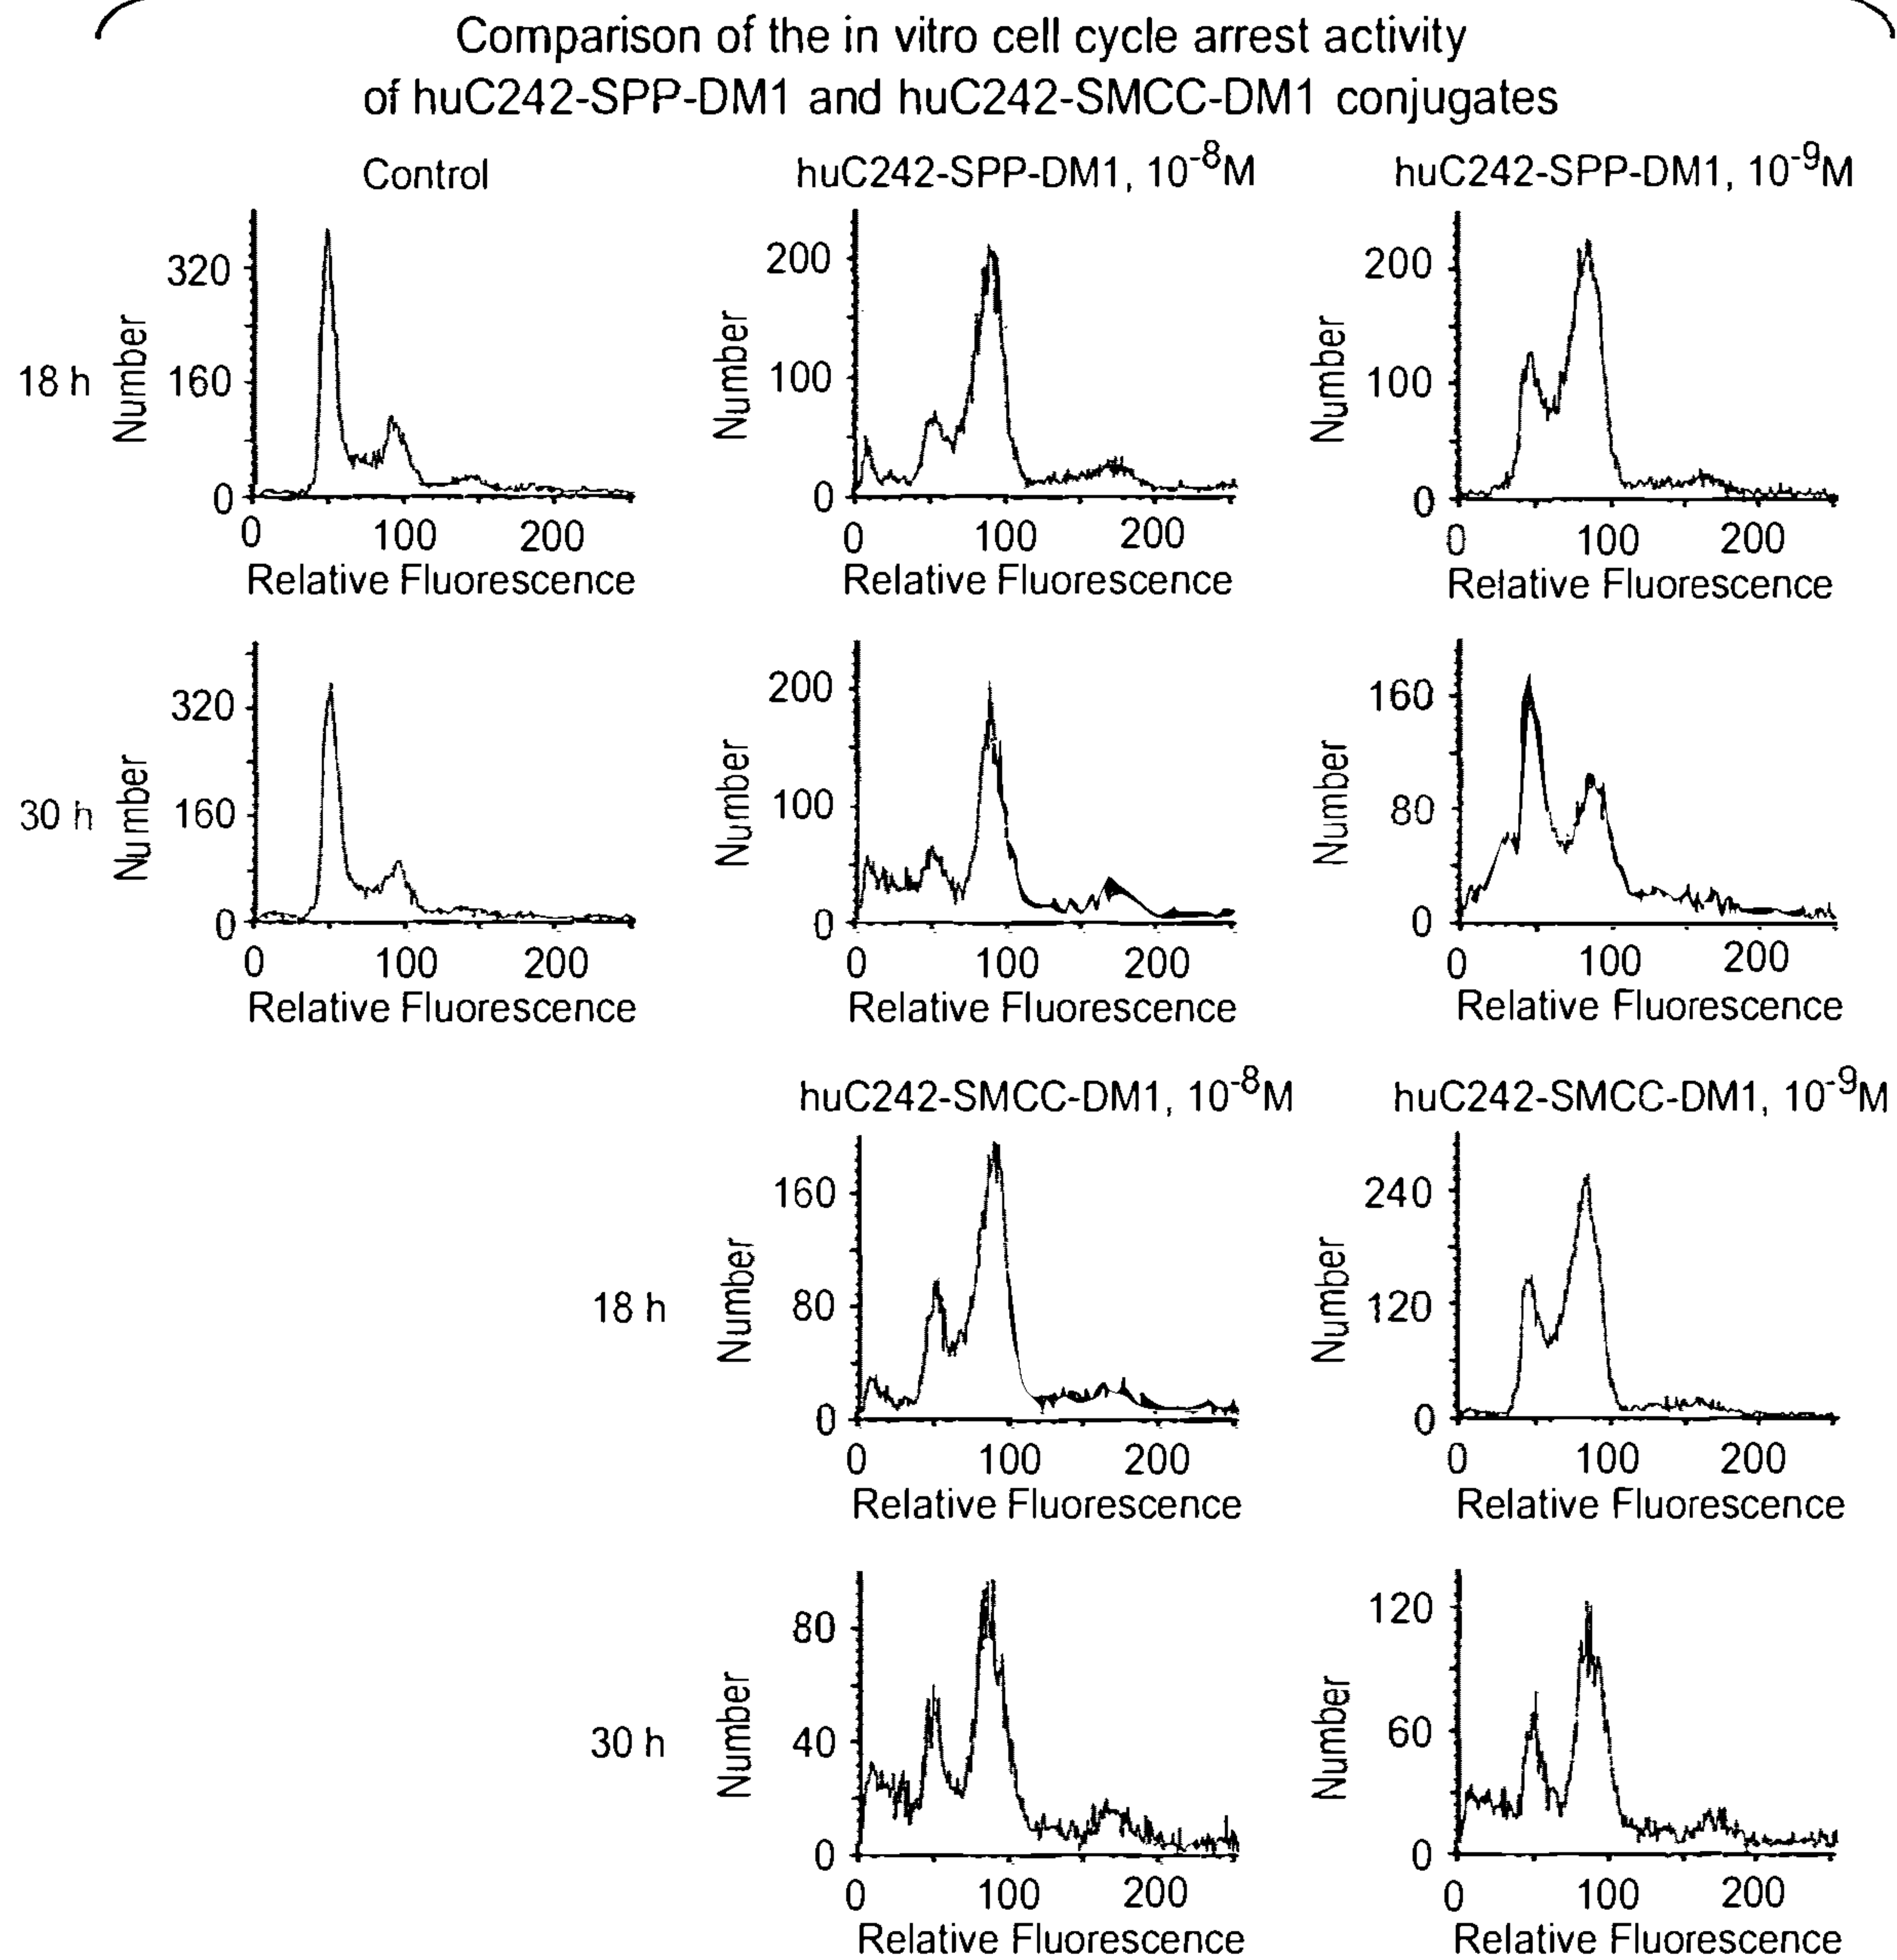 Comparison of the in vitro cell cycle arrest activity
of huC242-SPP-DM1 and huC242-SMCC-DM1 conjugates
Control
huC242-SPP-DM1, 10⁻⁸M
huC242-SPP-DM1, 10⁻⁹M
18 h
Number
320
160
0
0 100 200
Relative Fluorescence
Number
200
100
0
0 100 200
Relative Fluorescence
Number
200
100
0
0 100 200
Relative Fluorescence
30 h
Number
320
160
0
0 100 200
Relative Fluorescence
Number
200
100
0
0 100 200
Relative Fluorescence
Number
160
80
0
0 100 200
Relative Fluorescence
huC242-SMCC-DM1, 10⁻⁸M
huC242-SMCC-DM1, 10⁻⁹M
18 h
Number
160
80
0
0 100 200
Relative Fluorescence
Number
240
120
0
0 100 200
Relative Fluorescence
30 h
Number
80
40
0
0 100 200
Relative Fluorescence
Number
120
60
0
0 100 200
Relative Fluorescence